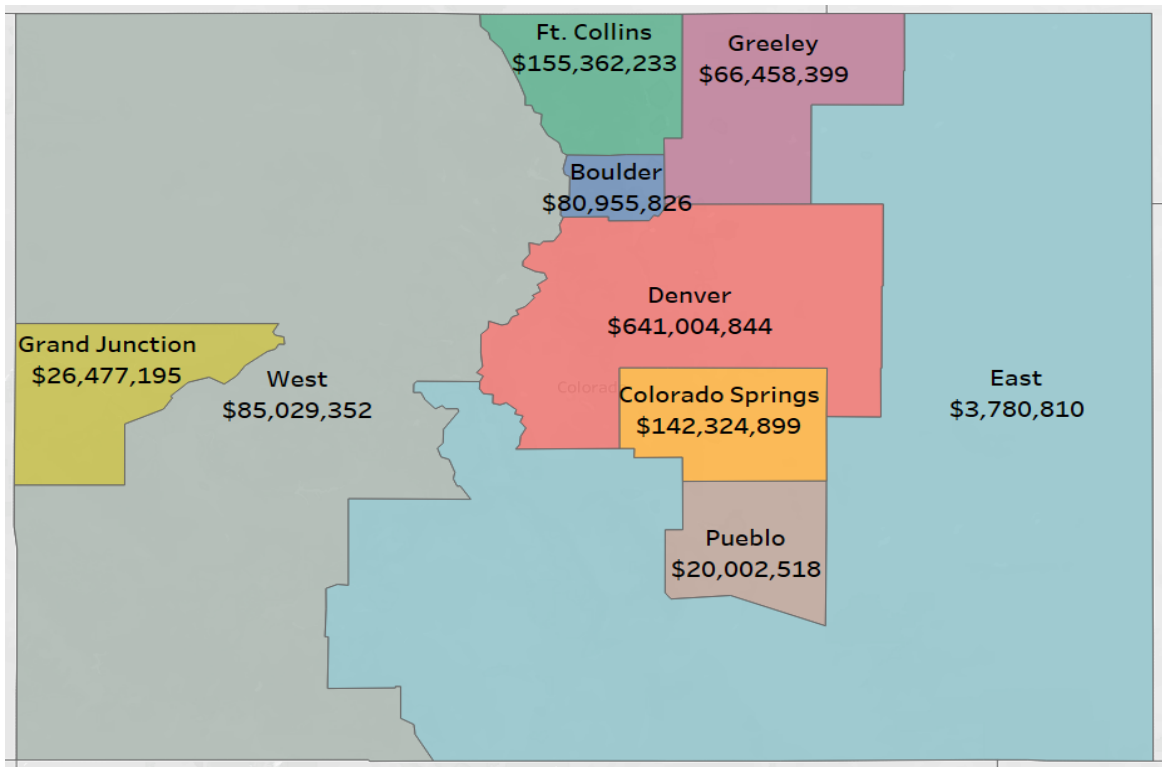 Ft. Collins
$155,362,233
Greeley
$66,458,399
Boulder
$80,955,826
Denver
$641,004,844
Grand Junction
$26,477,195
West
$85,029,352
Colorado Springs
$142,324,899
East
$3,780,810
Pueblo
$20,002,518